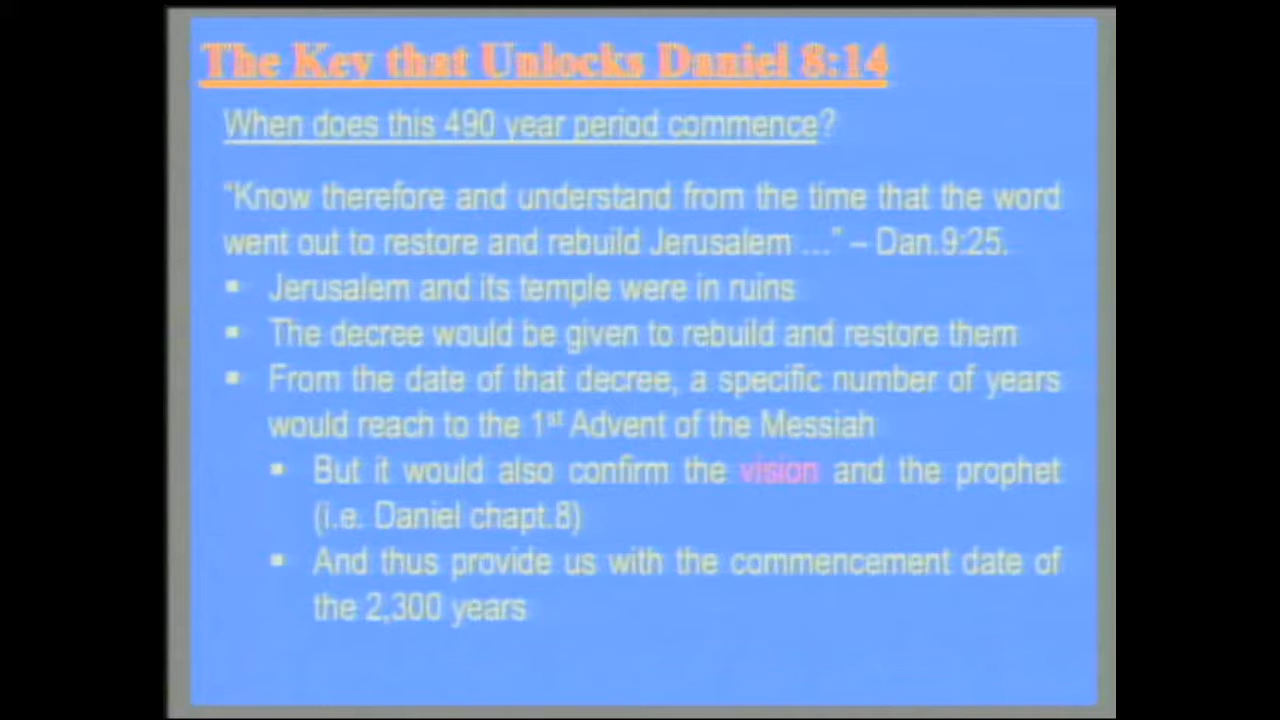 The Key that Unlocks Daniel 8:14
When does this 490 year period commence?
“Know therefore and understand from the time that the word
went out to restore and rebuild Jerusalem ...” – Dan.9:25.
▪ Jerusalem and its temple were in ruins
▪ The decree would be given to rebuild and restore them
▪ From the date of that decree, a specific number of years
would reach to the 1st Advent of the Messiah
▪ But it would also confirm the vision and the prophet
(i.e. Daniel chapt.8)
▪ And thus provide us with the commencement date of
the 2,300 years